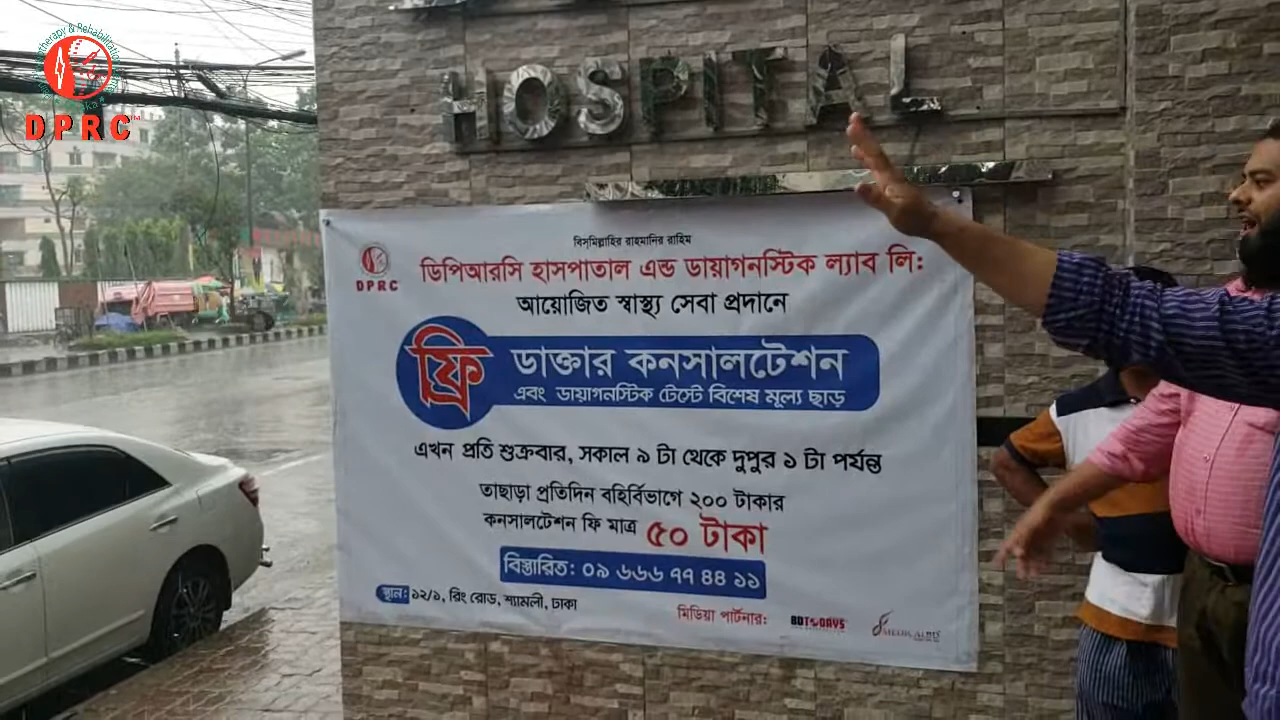 DPRC
HOSPITAL
বিস্‌মিল্লাহির রাহমানির রাহিম
DPRC
ডিপিআরসি হাসপাতাল এন্ড ডায়াগনস্টিক ল্যাব লি:
আয়োজিত স্বাস্থ্য সেবা প্রদানে
ফ্রি ডাক্তার কনসালটেশন
এবং ডায়াগনস্টিক টেস্টে বিশেষ মূল্য ছাড়
এখন প্রতি শুক্রবার, সকাল ৯ টা থেকে দুপুর ১ টা পর্যন্ত
তাছাড়া প্রতিদিন বহির্বিভাগে ২০০ টাকার
কনসালটেশন ফি মাত্র ৫০ টাকা
বিস্তারিত: ০৯ ৬৬৬ ৭৭ ৪৪ ১১
স্থান: ১২/১, রিং রোড, শ্যামলী, ঢাকা
মিডিয়া পার্টনার: BDTODAYS